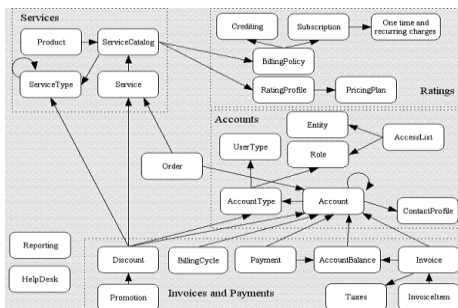 Services
Crediting
Subscription
One time and
recurring charges
Product
ServiceCatalog
BillingPolicy
ServiceType
Service
RatingProfile
PricingPlan
Ratings
Accounts
Entity
AccessList
UserType
Role
Order
AccountType
Account
ContactProfile
Reporting
Discount
BillingCycle
Payment
AccountBalance
Invoice
HelpDesk
Promotion
Invoices and Payments
Taxes
InvoiceItem